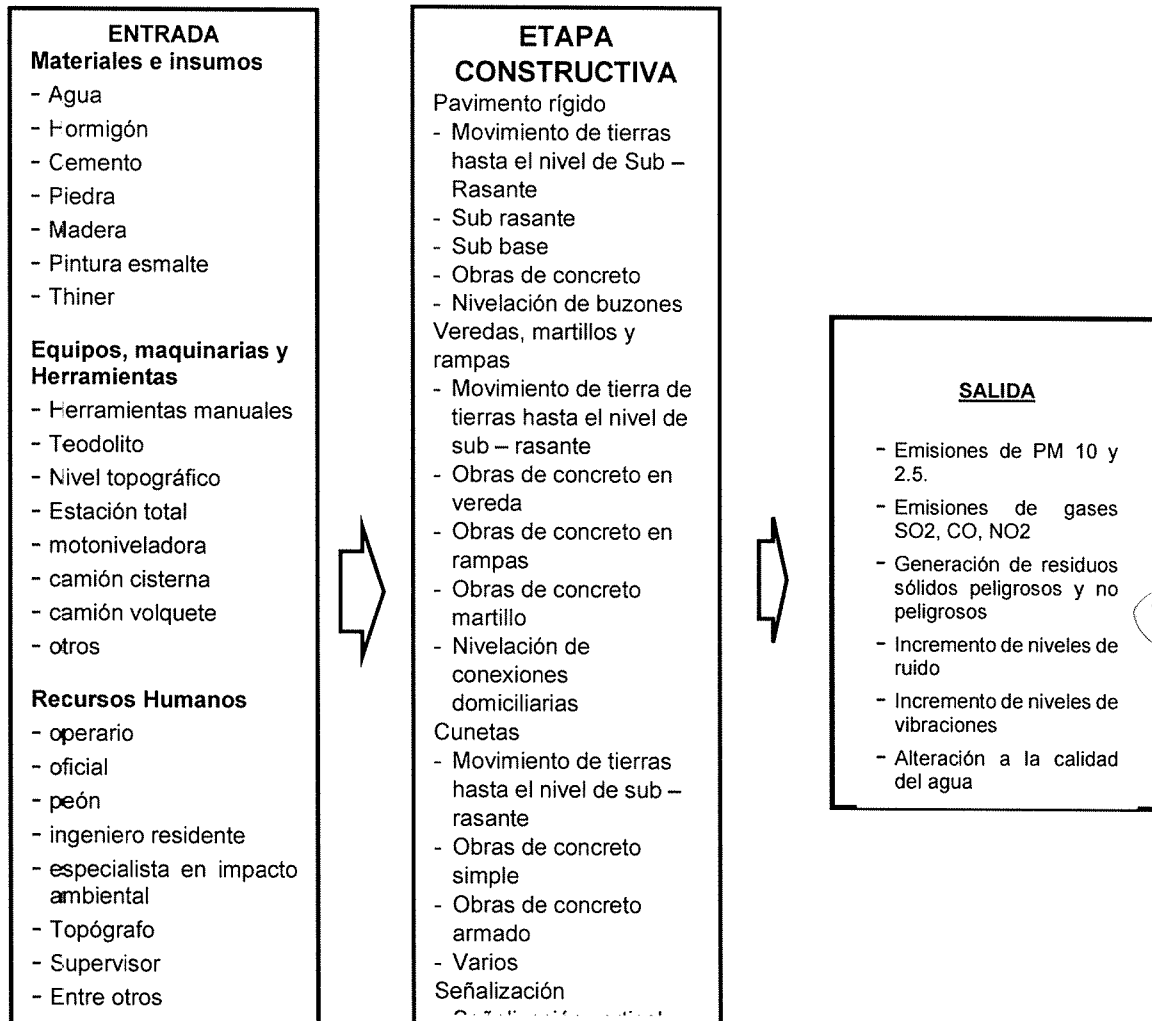 ENTRADA
Materiales e insumos
- Agua
- Hormigón
- Cemento
- Piedra
- Madera
- Pintura esmalte
- Thiner
Equipos, maquinarias y
Herramientas
- Herramientas manuales
- Teodolito
- Nivel topográfico
- Estación total
- motoniveladora
- camión cisterna
- camión volquete
- otros
Recursos Humanos
- operario
- oficial
- peón
- ingeniero residente
- especialista en impacto
ambiental
- Topógrafo
- Supervisor
- Entre otros
ETAPA
CONSTRUCTIVA
Pavimento rígido
- Movimiento de tierras
hasta el nivel de Sub –
Rasante
- Sub rasante
- Sub base
- Obras de concreto
- Nivelación de buzones
Veredas, martillos y
rampas
- Movimiento de tierra de
tierras hasta el nivel de
sub – rasante
- Obras de concreto en
vereda
- Obras de concreto en
rampas
- Obras de concreto
martillo
- Nivelación de
conexiones
domiciliarias
Cunetas
- Movimiento de tierras
hasta el nivel de sub –
rasante
- Obras de concreto
simple
- Obras de concreto
armado
- Varios
Señalización
SALIDA
- Emisiones de PM 10 y
2.5.
- Emisiones de gases
SO2, CO, NO2
- Generación de residuos
sólidos peligrosos y no
peligrosos
- Incremento de niveles de
ruido
- Incremento de niveles de
vibraciones
- Alteración a la calidad
del agua